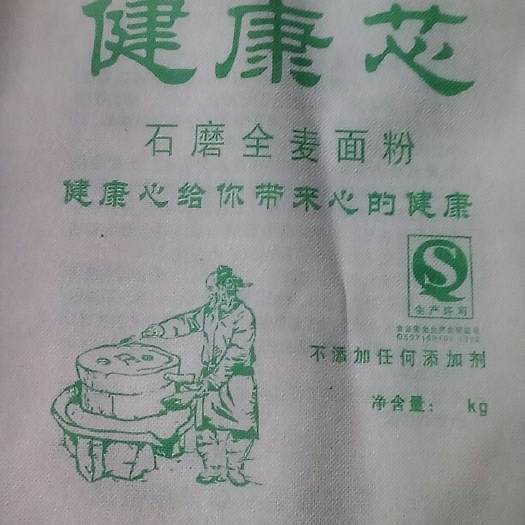 健康芯
石磨全麦面粉
健康心给你带来心的健康
生产许可
不添加任何添加剂
净含量： kg